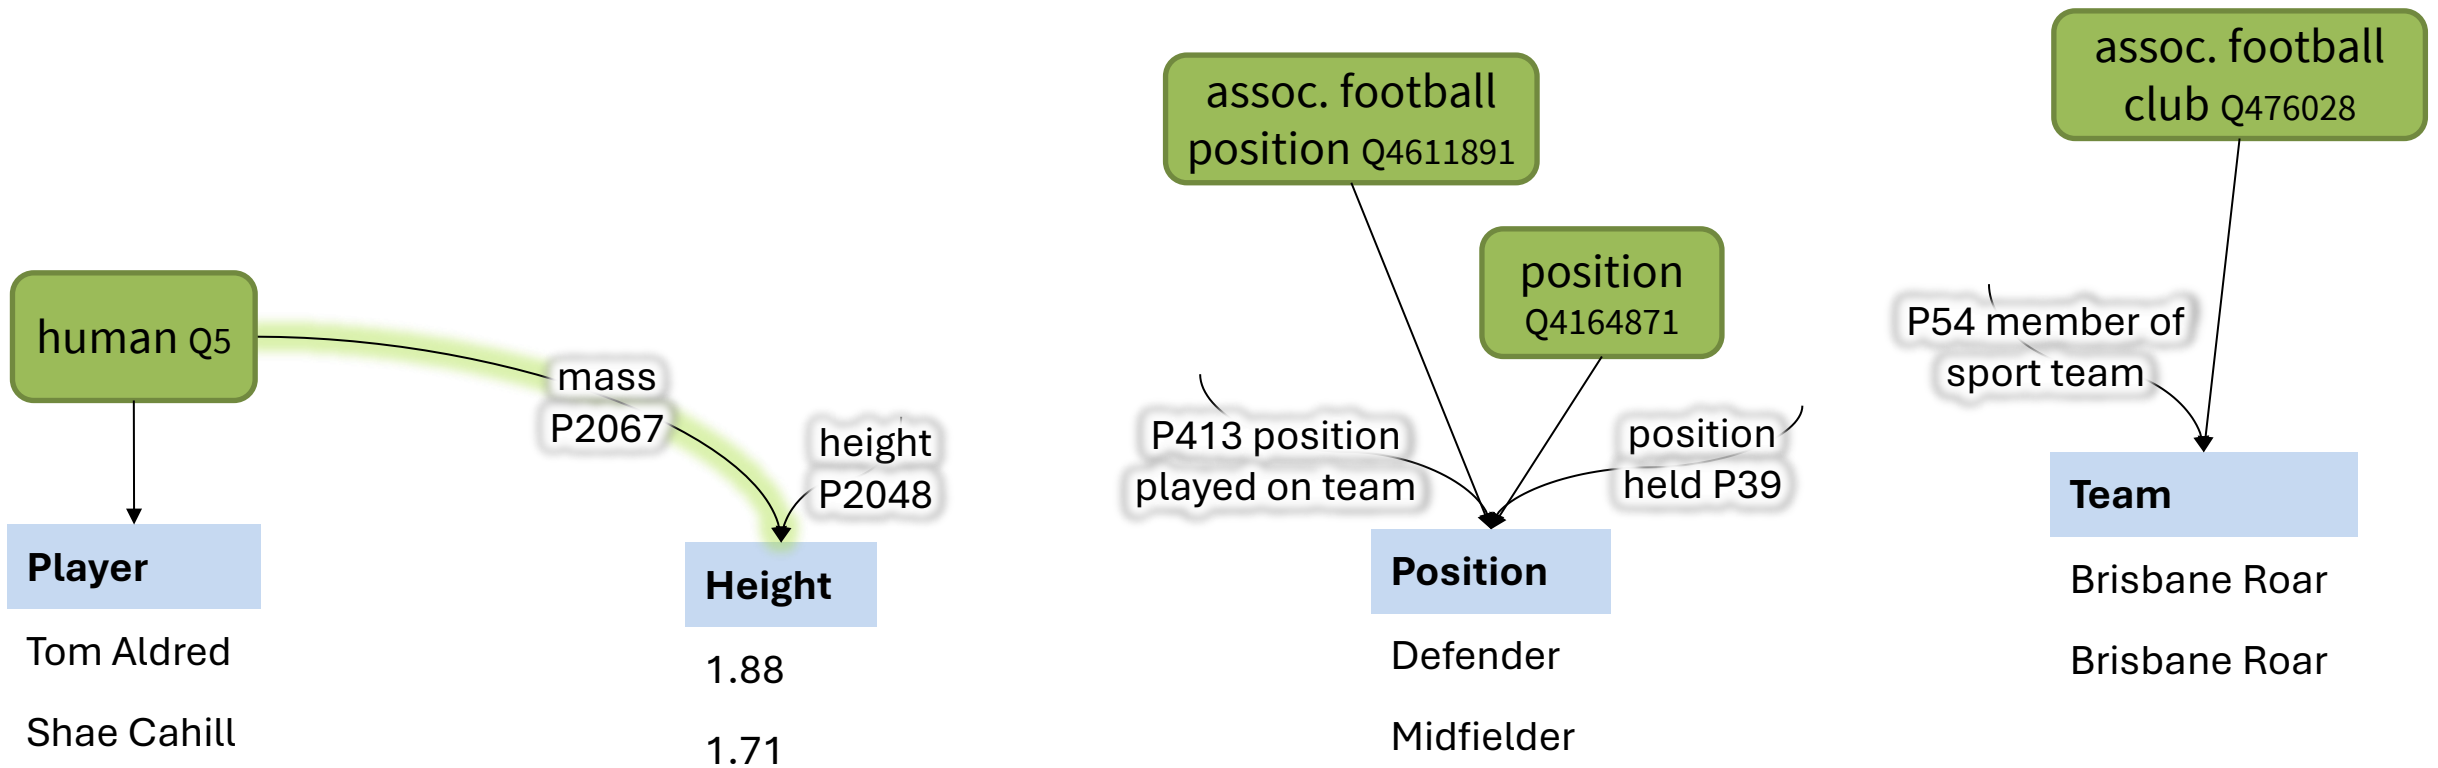 assoc. football
club Q476028
assoc. football
position Q4611891
position
Q4164871
human Q5
P54 member of
sport team
mass
P2067
height
P2048
P413 position
played on team
position
held P39
Player
Tom Aldred
Shae Cahill
Height
1.88
1.71
Position
Defender
Midfielder
Team
Brisbane Roar
Brisbane Roar